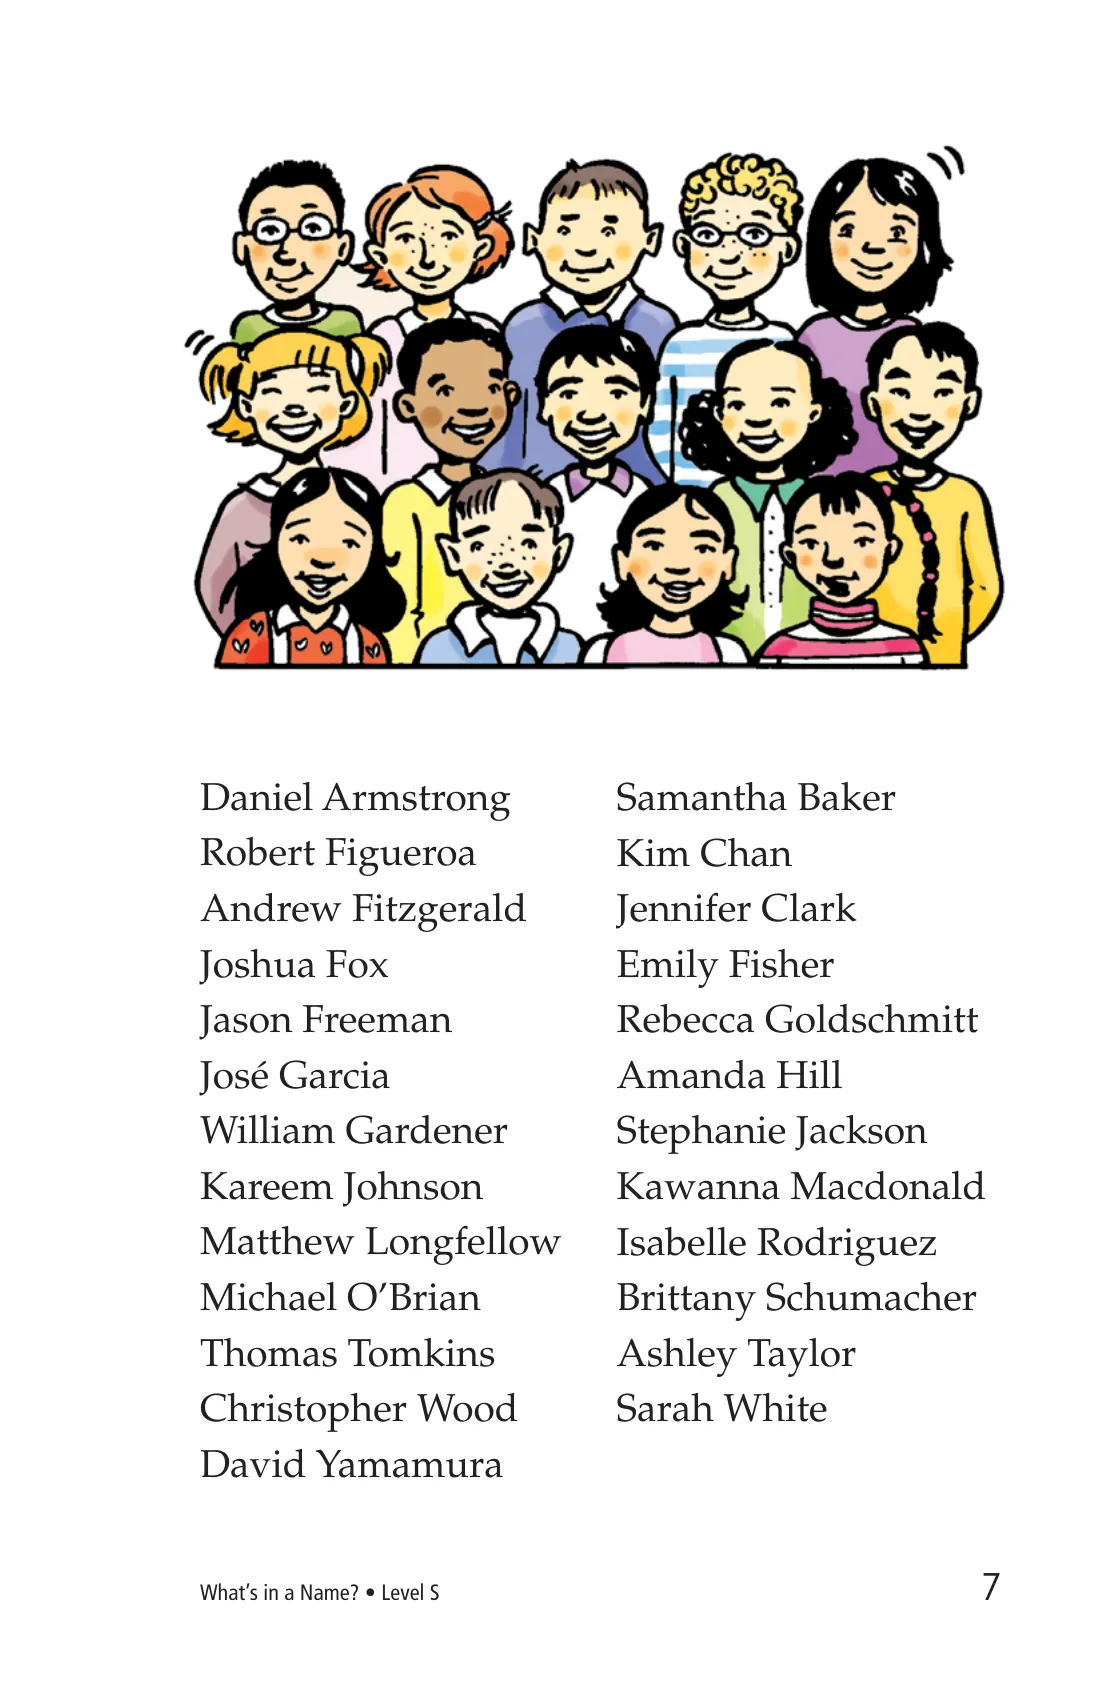 Daniel Armstrong
Robert Figueroa
Andrew Fitzgerald
Joshua Fox
Jason Freeman
José Garcia
William Gardener
Kareem Johnson
Matthew Longfellow
Michael O’Brian
Thomas Tomkins
Christopher Wood
David Yamamura
Samantha Baker
Kim Chan
Jennifer Clark
Emily Fisher
Rebecca Goldschmitt
Amanda Hill
Stephanie Jackson
Kawanna Macdonald
Isabelle Rodriguez
Brittany Schumacher
Ashley Taylor
Sarah White
What’s in a Name? • Level S
7